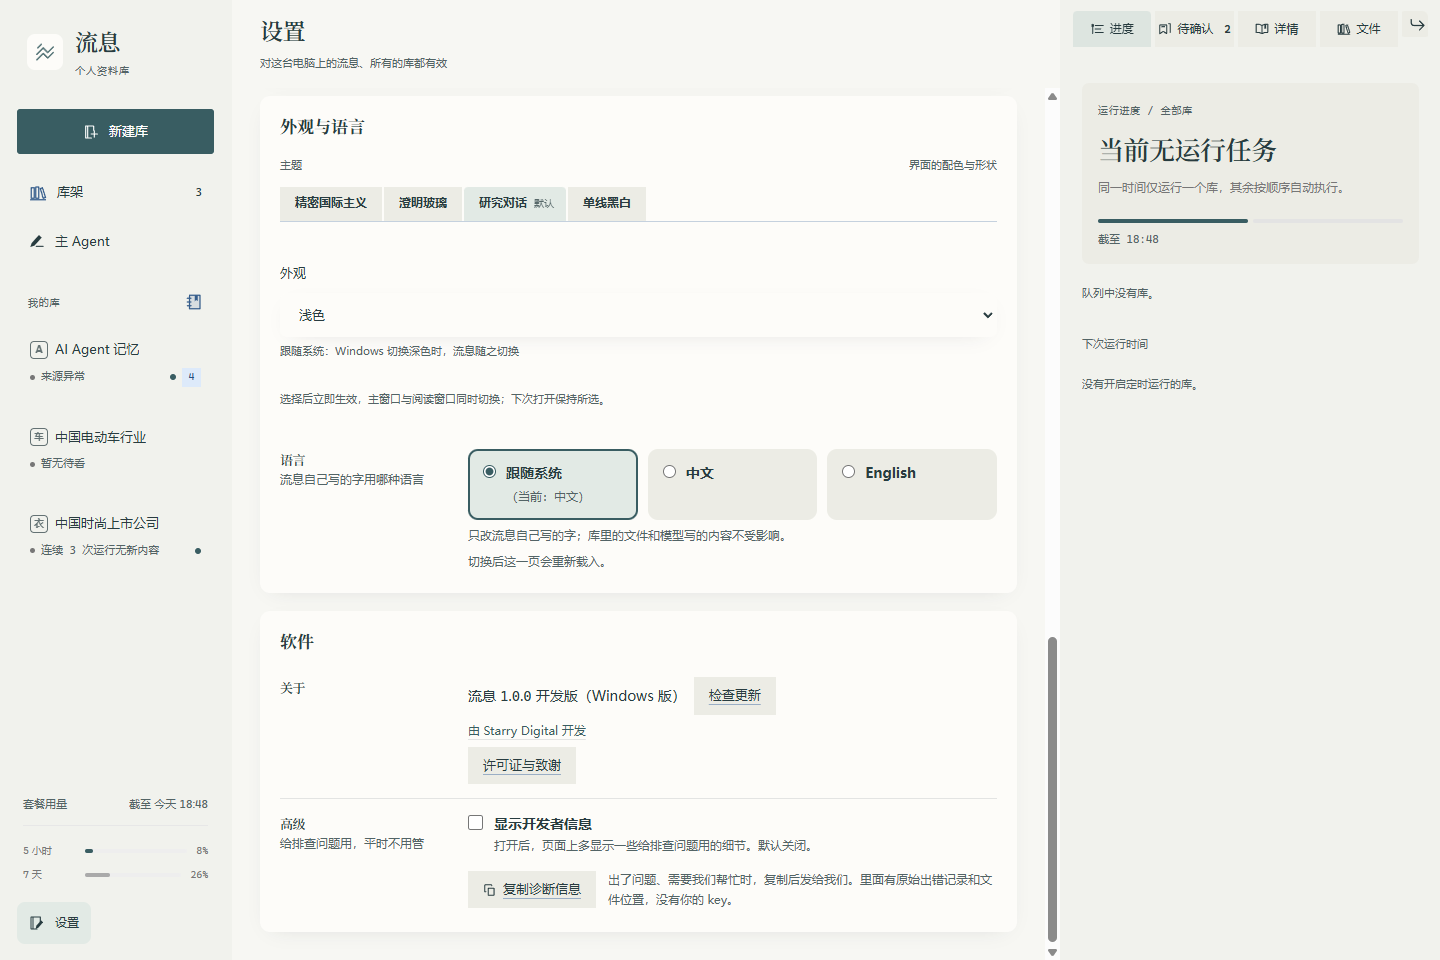 流息
个人资料库
新建库
库架 3
主 Agent
我的库
A AI Agent 记忆
来源异常 4
车 中国电动车行业
暂无待看
衣 中国时尚上市公司
连续 3 次运行无新内容
套餐用量 截至 今天 18:48
5 小时 8%
7 天 26%
设置
设置
对这台电脑上的流息、所有的库都有效
外观与语言
主题 界面的配色与形状
精密国际主义 澄明玻璃 研究对话 默认 单线黑白
外观
浅色
跟随系统：Windows 切换深色时，流息随之切换
选择后立即生效，主窗口与阅读窗口同时切换；下次打开保持所选。
语言
流息自己写的字用哪种语言
跟随系统
（当前：中文）
中文
English
只改流息自己写的字；库里的文件和模型写的内容不受影响。
切换后这一页会重新载入。
软件
关于
流息 1.0.0 开发版（Windows 版） 检查更新
由 Starry Digital 开发
许可证与致谢
高级
给排查问题用，平时不用管
显示开发者信息
打开后，页面上多显示一些给排查问题用的细节。默认关闭。
复制诊断信息
出了问题、需要我们帮忙时，复制后发给我们。里面有原始出错记录和文
件位置，没有你的 key。
进度 待确认 2 详情 文件
运行进度 / 全部库
当前无运行任务
同一时间仅运行一个库，其余按顺序自动执行。
截至 18:48
队列中没有库。
下次运行时间
没有开启定时运行的库。